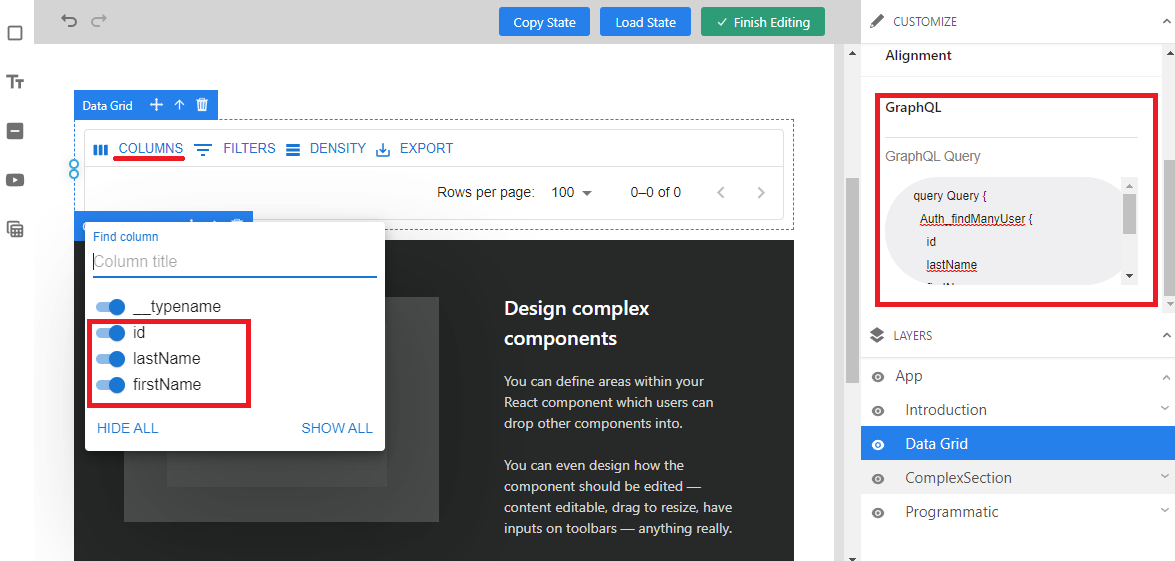 Copy State
Load State
✓ Finish Editing
CUSTOMIZE
Alignment
GraphQL
GraphQL Query
query Query {
Auth_findManyUser {
id
lastName
Data Grid
COLUMNS
FILTERS
DENSITY
EXPORT
Rows per page: 100
0–0 of 0
Find column
Column title
__typename
id
lastName
firstName
HIDE ALL
SHOW ALL
Design complex
components
You can define areas within your
React component which users can
drop other components into.
You can even design how the
component should be edited —
content editable, drag to resize, have
inputs on toolbars — anything really.
LAYERS
App
Introduction
Data Grid
ComplexSection
Programmatic